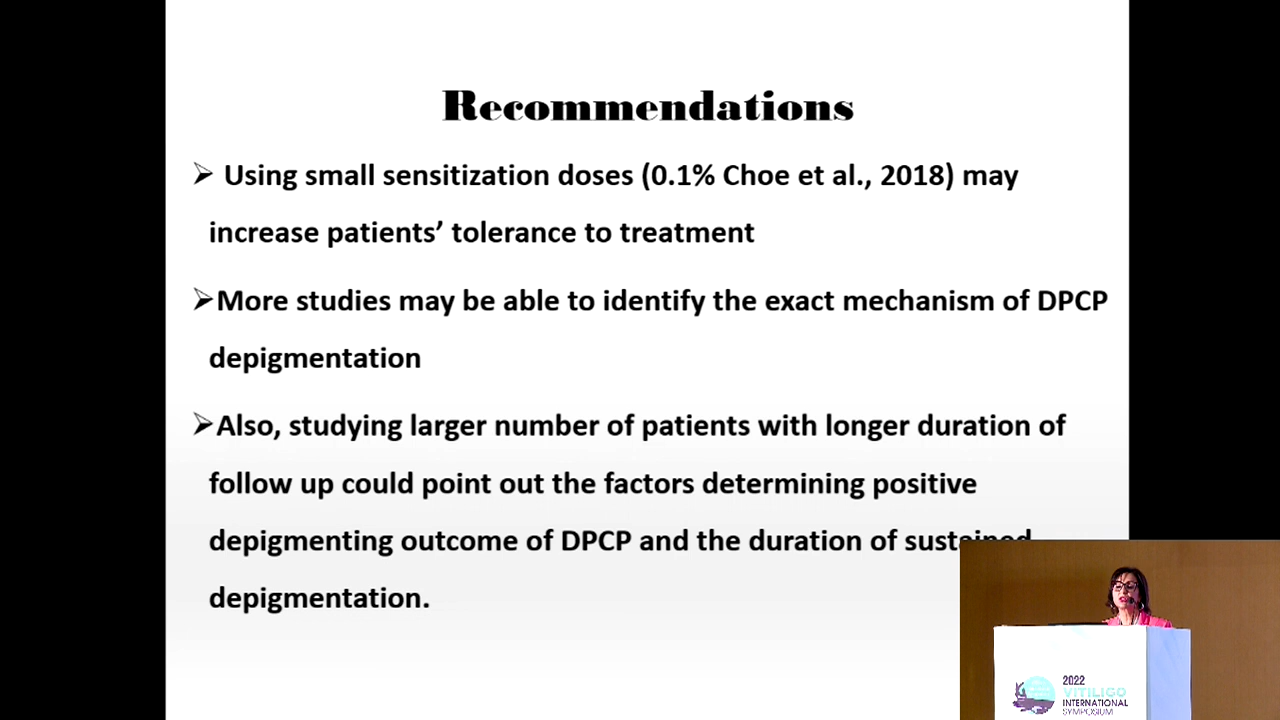 Recommendations
Using small sensitization doses (0.1% Choe et al., 2018) may
increase patients’ tolerance to treatment
More studies may be able to identify the exact mechanism of DPCP
depigmentation
Also, studying larger number of patients with longer duration of
follow up could point out the factors determining positive
depigmenting outcome of DPCP and the duration of sustained
depigmentation.
2022
VITILIGO
INTERNATIONAL
SYMPOSIUM